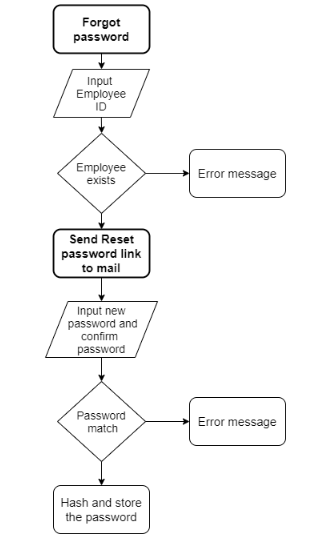 Forgot
password
Input
Employee
ID
Employee
exists
Error message
Send Reset
password link
to mail
Input new
password and
confirm
password
Password
match
Error message
Hash and store
the password